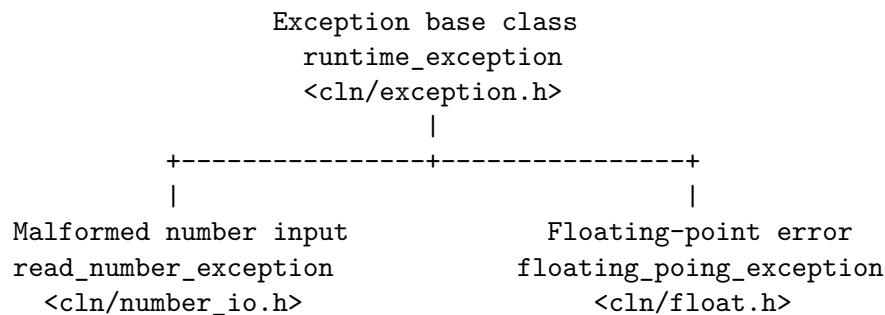 Exception base class
runtime_exception
<cln/exception.h>
|
+----------------+----------------+
| |
Malformed number input Floating-point error
read_number_exception floating_poing_exception
<cln/number_io.h> <cln/float.h>